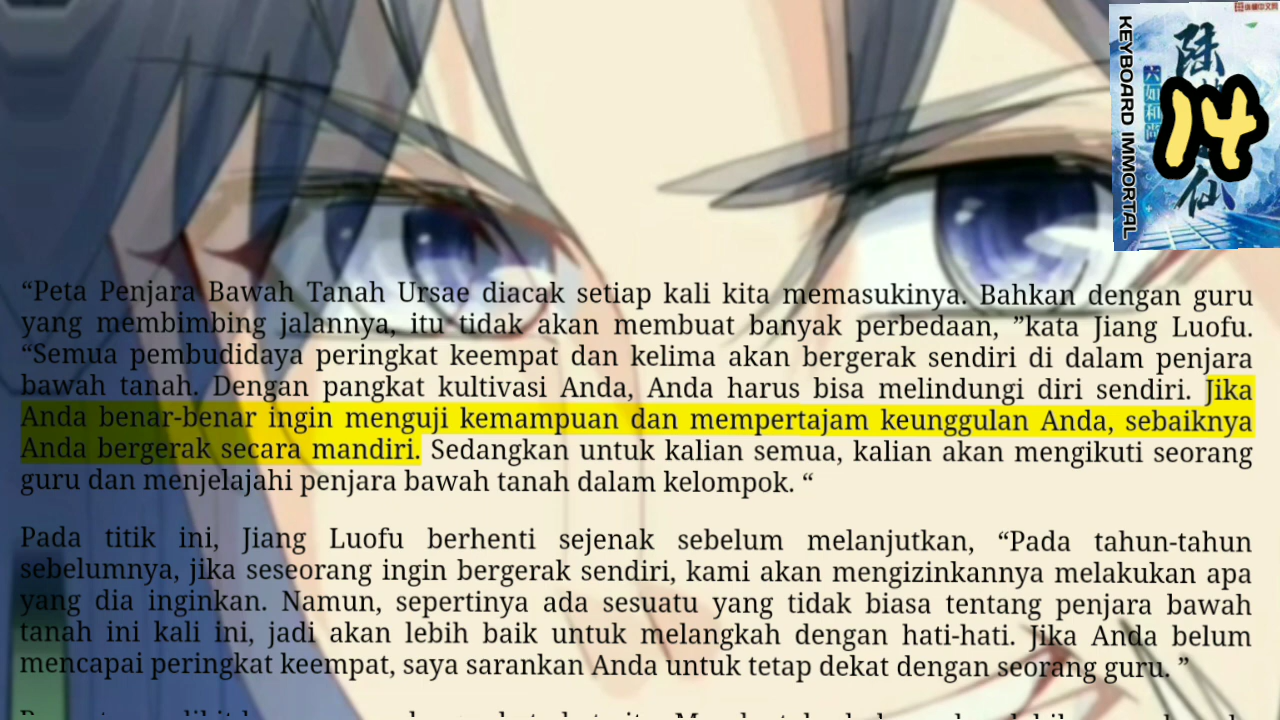 KEYBOARD IMMORTAL
14
六如和尚
仙
“Peta Penjara Bawah Tanah Ursae diacak setiap kali kita memasukinya. Bahkan dengan guru
yang membimbing jalannya, itu tidak akan membuat banyak perbedaan, ”kata Jiang Luofu.
“Semua pembudidaya peringkat keempat dan kelima akan bergerak sendiri di dalam penjara
bawah tanah. Dengan pangkat kultivasi Anda, Anda harus bisa melindungi diri sendiri. Jika
Anda benar-benar ingin menguji kemampuan dan mempertajam keunggulan Anda, sebaiknya
Anda bergerak secara mandiri. Sedangkan untuk kalian semua, kalian akan mengikuti seorang
guru dan menjelajahi penjara bawah tanah dalam kelompok. “
Pada titik ini, Jiang Luofu berhenti sejenak sebelum melanjutkan, “Pada tahun-tahun
sebelumnya, jika seseorang ingin bergerak sendiri, kami akan mengizinkannya melakukan apa
yang dia inginkan. Namun, sepertinya ada sesuatu yang tidak biasa tentang penjara bawah
tanah ini kali ini, jadi akan lebih baik untuk melangkah dengan hati-hati. Jika Anda belum
mencapai peringkat keempat, saya sarankan Anda untuk tetap dekat dengan seorang guru. ”